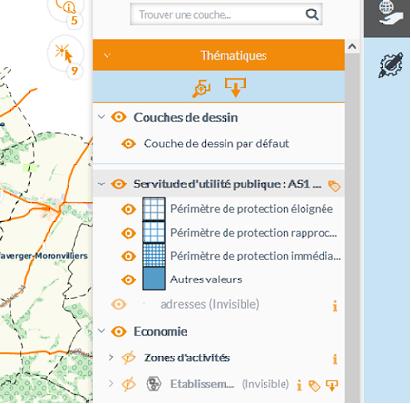 5
Trouver une couche...
9
Thématiques
Couches de dessin
Couche de dessin par défaut
Servitude d'utilité publique : AS1 ...
Périmètre de protection éloignée
Périmètre de protection rapproc...
Périmètre de protection immédia...
averger-Moronvilliers
Autres valeurs
adresses (Invisible)
Economie
Zones d'activités
Etablissem... (Invisible)